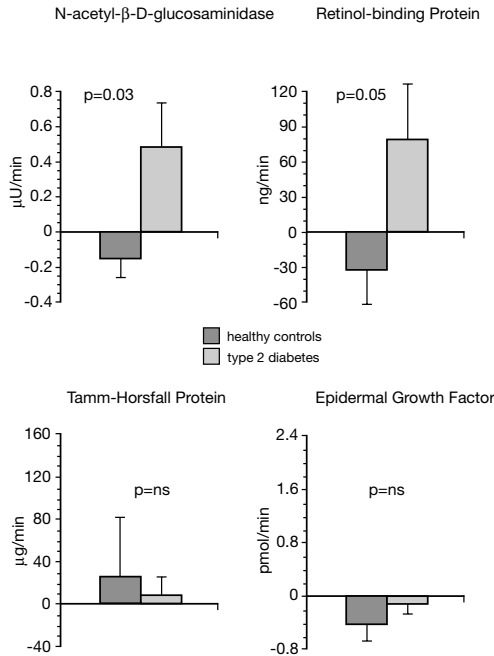 N-acetyl-β-D-glucosaminidase
0.8
0.6
0.4
0.2
0
-0.2
-0.4
μU/min
p=0.03
Retinol-binding Protein
120
90
60
30
0
-30
-60
ng/min
p=0.05
healthy controls
type 2 diabetes
Tamm-Horsfall Protein
160
120
80
40
0
-40
μg/min
p=ns
Epidermal Growth Factor
2.4
1.6
0.8
0
-0.8
pmol/min
p=ns